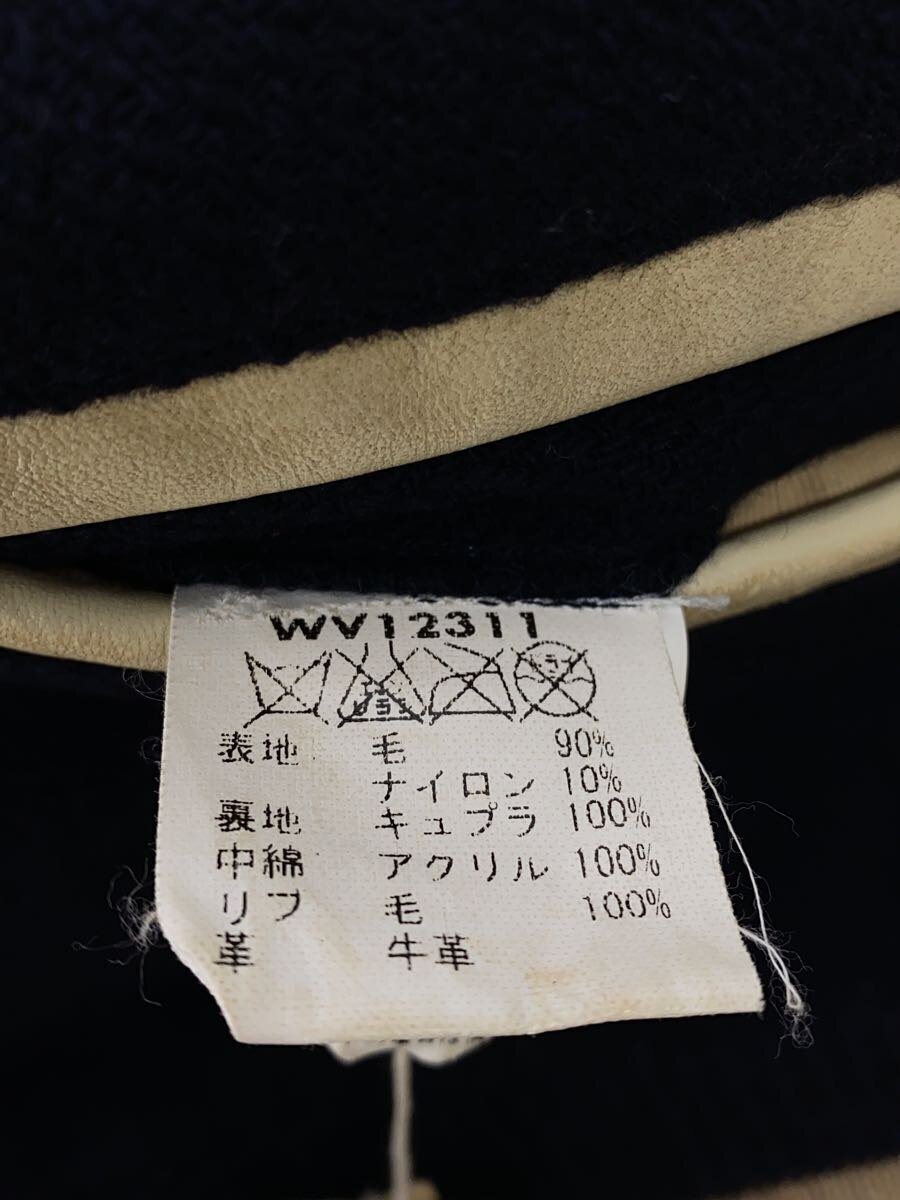 WV12311
表地 毛 90%
ナイロン 10%
裏地 キュプラ 100%
中綿 アクリル 100%
リブ 毛 100%
革 牛革